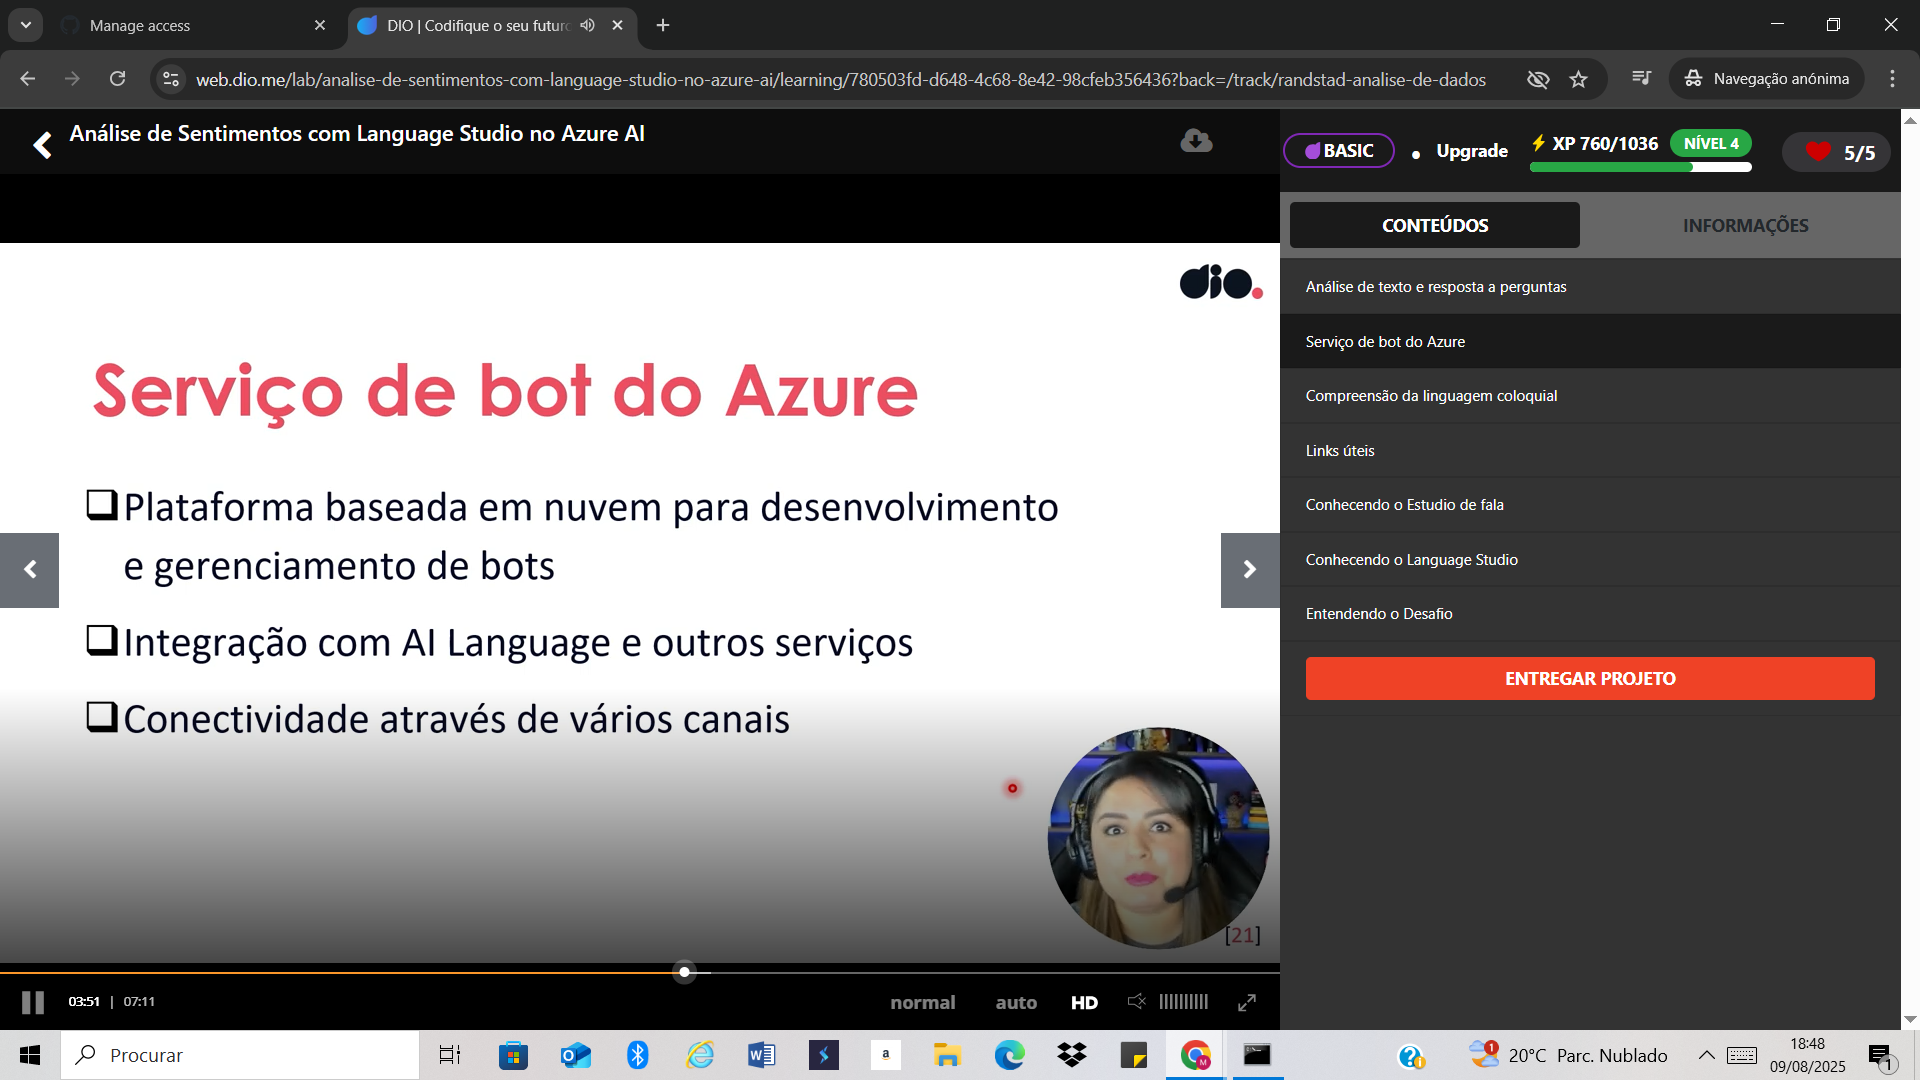 Manage access
DIO | Codifique o seu futuro
web.dio.me/lab/analise-de-sentimentos-com-language-studio-no-azure-ai/learning/780503fd-d648-4c68-8e42-98cfeb356436?back=/track/randstad-analise-de-dados
Navegação anónima
Análise de Sentimentos com Language Studio no Azure AI
BASIC
Upgrade
XP 760/1036
NÍVEL 4
5/5
CONTEÚDOS
INFORMAÇÕES
dio.
Serviço de bot do Azure
Plataforma baseada em nuvem para desenvolvimento
e gerenciamento de bots
Integração com AI Language e outros serviços
Conectividade através de vários canais
[21]
Análise de texto e resposta a perguntas
Serviço de bot do Azure
Compreensão da linguagem coloquial
Links úteis
Conhecendo o Estudio de fala
Conhecendo o Language Studio
Entendendo o Desafio
ENTREGAR PROJETO
03:51 | 07:11
normal
auto
HD
Procurar
a
M
1
20°C Parc. Nublado
18:48
09/08/2025
1